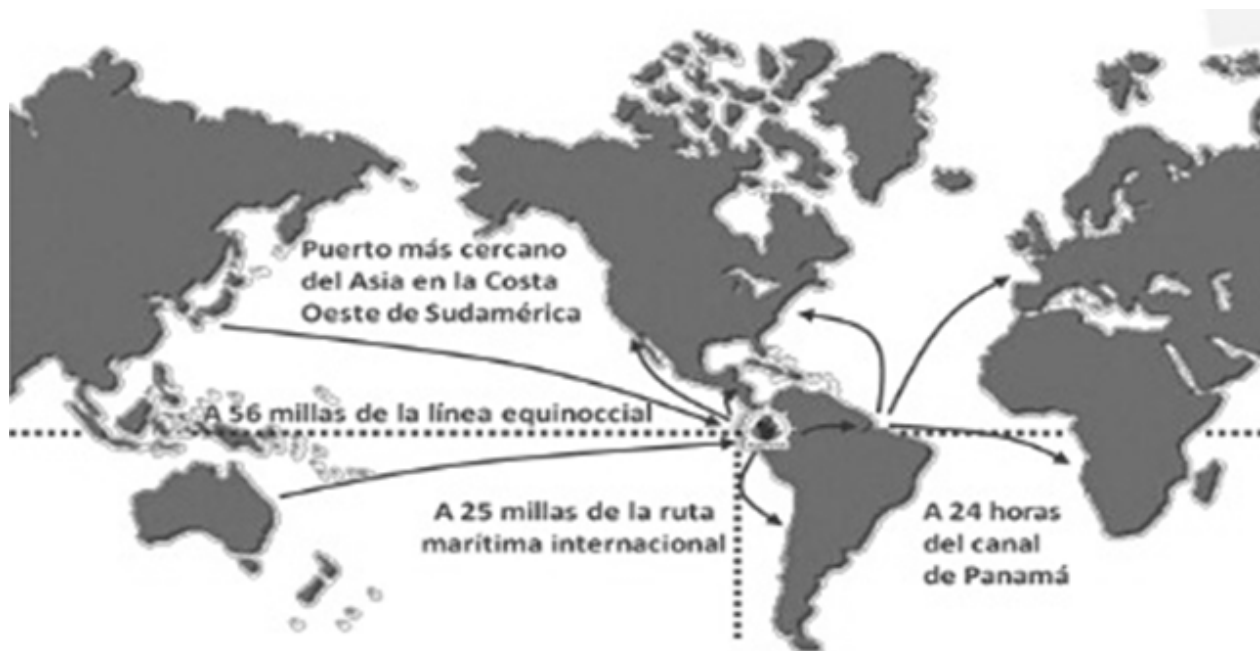 Puerto más cercano
del Asia en la Costa
Oeste de Sudamérica
A 56 millas de la línea equinoccial
A 25 millas de la ruta
marítima internacional
A 24 horas
del canal
de Panamá